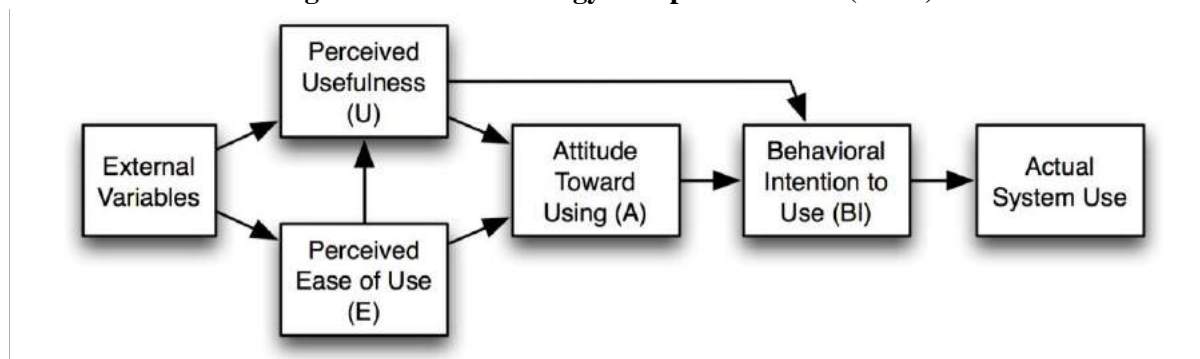 Perceived
Usefulness
(U)
External
Variables
Attitude
Toward
Using (A)
Behavioral
Intention to
Use (BI)
Actual
System Use
Perceived
Ease of Use
(E)